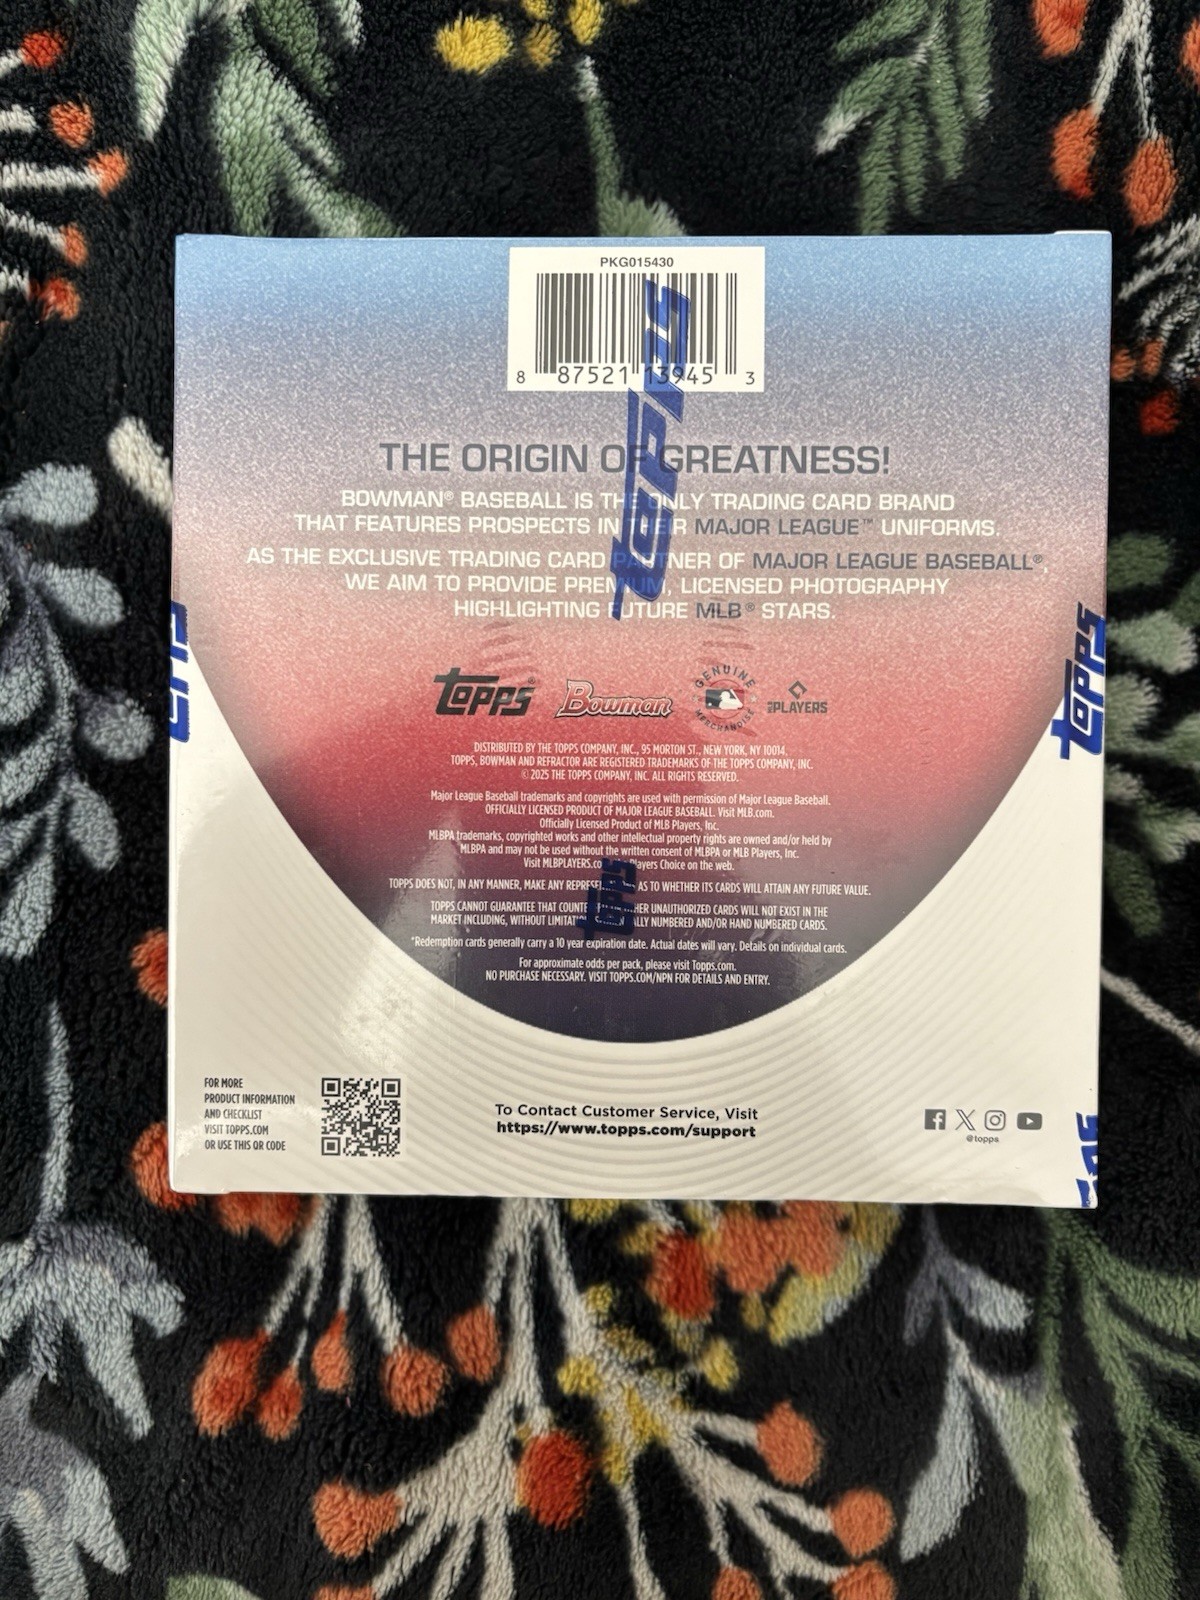 PKG015430
8 87521 13945 3
topps
THE ORIGIN OF GREATNESS!
BOWMAN® BASEBALL IS THE ONLY TRADING CARD BRAND
THAT FEATURES PROSPECTS IN THEIR MAJOR LEAGUE™ UNIFORMS.
AS THE EXCLUSIVE TRADING CARD PARTNER OF MAJOR LEAGUE BASEBALL®,
WE AIM TO PROVIDE PREMIUM, LICENSED PHOTOGRAPHY
HIGHLIGHTING FUTURE MLB® STARS.
topps
topps® Bowman GENUINE MERCHANDISE PLAYERS
DISTRIBUTED BY THE TOPPS COMPANY, INC., 95 MORTON ST., NEW YORK, NY 10014.
TOPPS, BOWMAN AND REFRACTOR ARE REGISTERED TRADEMARKS OF THE TOPPS COMPANY, INC.
© 2025 THE TOPPS COMPANY, INC. ALL RIGHTS RESERVED.
Major League Baseball trademarks and copyrights are used with permission of Major League Baseball.
OFFICIALLY LICENSED PRODUCT OF MAJOR LEAGUE BASEBALL. Visit MLB.com.
Officially Licensed Product of MLB Players, Inc.
MLBPA trademarks, copyrighted works and other intellectual property rights are owned and/or held by
MLBPA and may not be used without the written consent of MLBPA or MLB Players, Inc.
Visit MLBPLAYERS.co Players Choice on the web.
topps
TOPPS DOES NOT, IN ANY MANNER, MAKE ANY AS TO WHETHER ITS CARDS WILL ATTAIN ANY FUTURE VALUE.
TOPPS CANNOT GUARANTEE THAT UNAUTHORIZED CARDS WILL NOT EXIST IN THE
MARKET INCLUDING, WITHOUT NUMBERED AND/OR HAND NUMBERED CARDS.
*Redemption cards generally carry a 10 year expiration date. Actual dates will vary. Details on individual cards.
For approximate odds per pack, please visit Topps.com.
NO PURCHASE NECESSARY. VISIT TOPPS.COM/NPN FOR DETAILS AND ENTRY.
FOR MORE
PRODUCT INFORMATION
AND CHECKLIST
VISIT TOPPS.COM
OR USE THIS QR CODE
To Contact Customer Service, Visit
https://www.topps.com/support
@topps